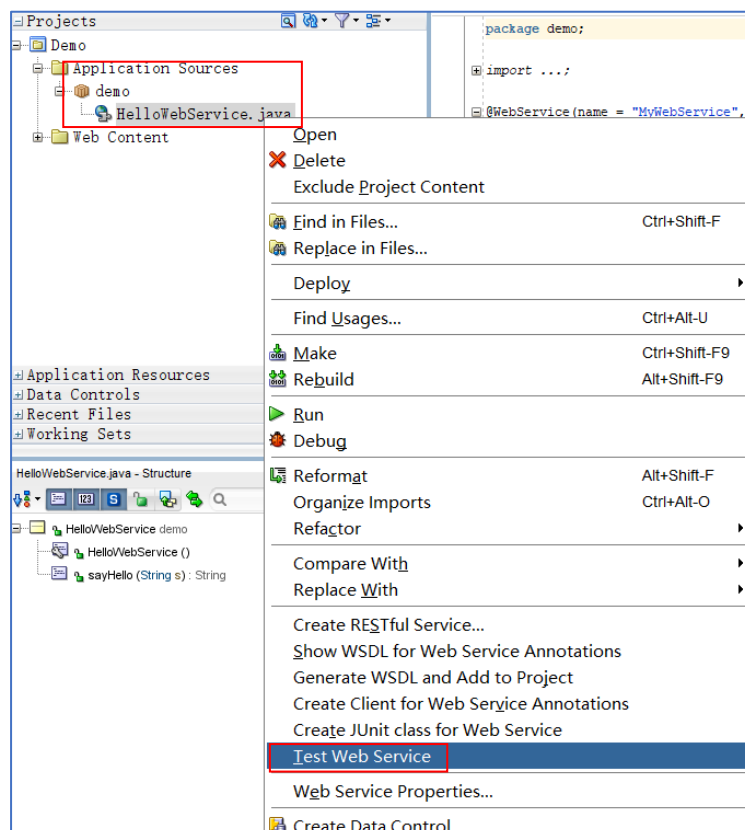 Projects
Demo
Application Sources
demo
HelloWebService.java
Web Content
Application Resources
Data Controls
Recent Files
Working Sets
HelloWebService.java - Structure
HelloWebService demo
HelloWebService ()
sayHello (String s) : String
package demo;
import ...;
@WebService(name = "MyWebService",
Open
Delete
Exclude Project Content
Find in Files... Ctrl+Shift-F
Replace in Files...
Deploy
Find Usages... Ctrl+Alt-U
Make Ctrl+Shift-F9
Rebuild Alt+Shift-F9
Run
Debug
Reformat Alt+Shift-F
Organize Imports Ctrl+Alt-O
Refactor
Compare With
Replace With
Create RESTful Service...
Show WSDL for Web Service Annotations
Generate WSDL and Add to Project
Create Client for Web Service Annotations
Create JUnit class for Web Service
Test Web Service
Web Service Properties...
Create Data Control